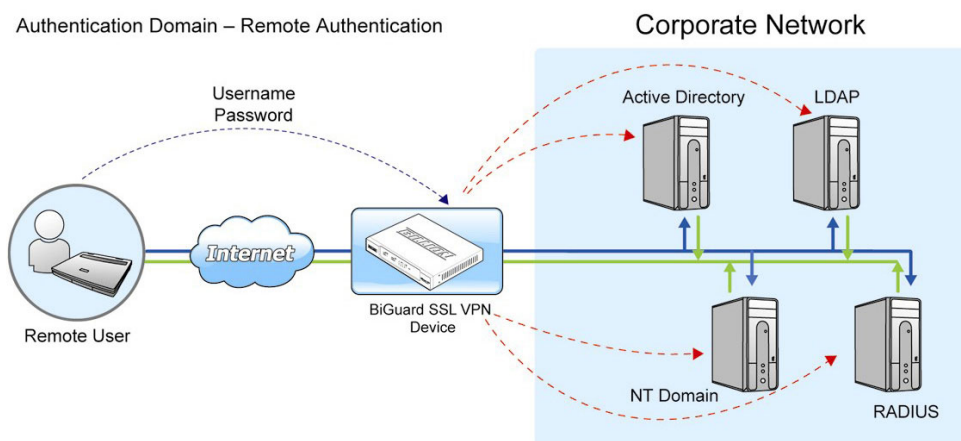 Authentication Domain – Remote Authentication
Corporate Network
Username
Password
Active Directory
LDAP
Internet
BiGuard SSL VPN
Device
Remote User
NT Domain
RADIUS